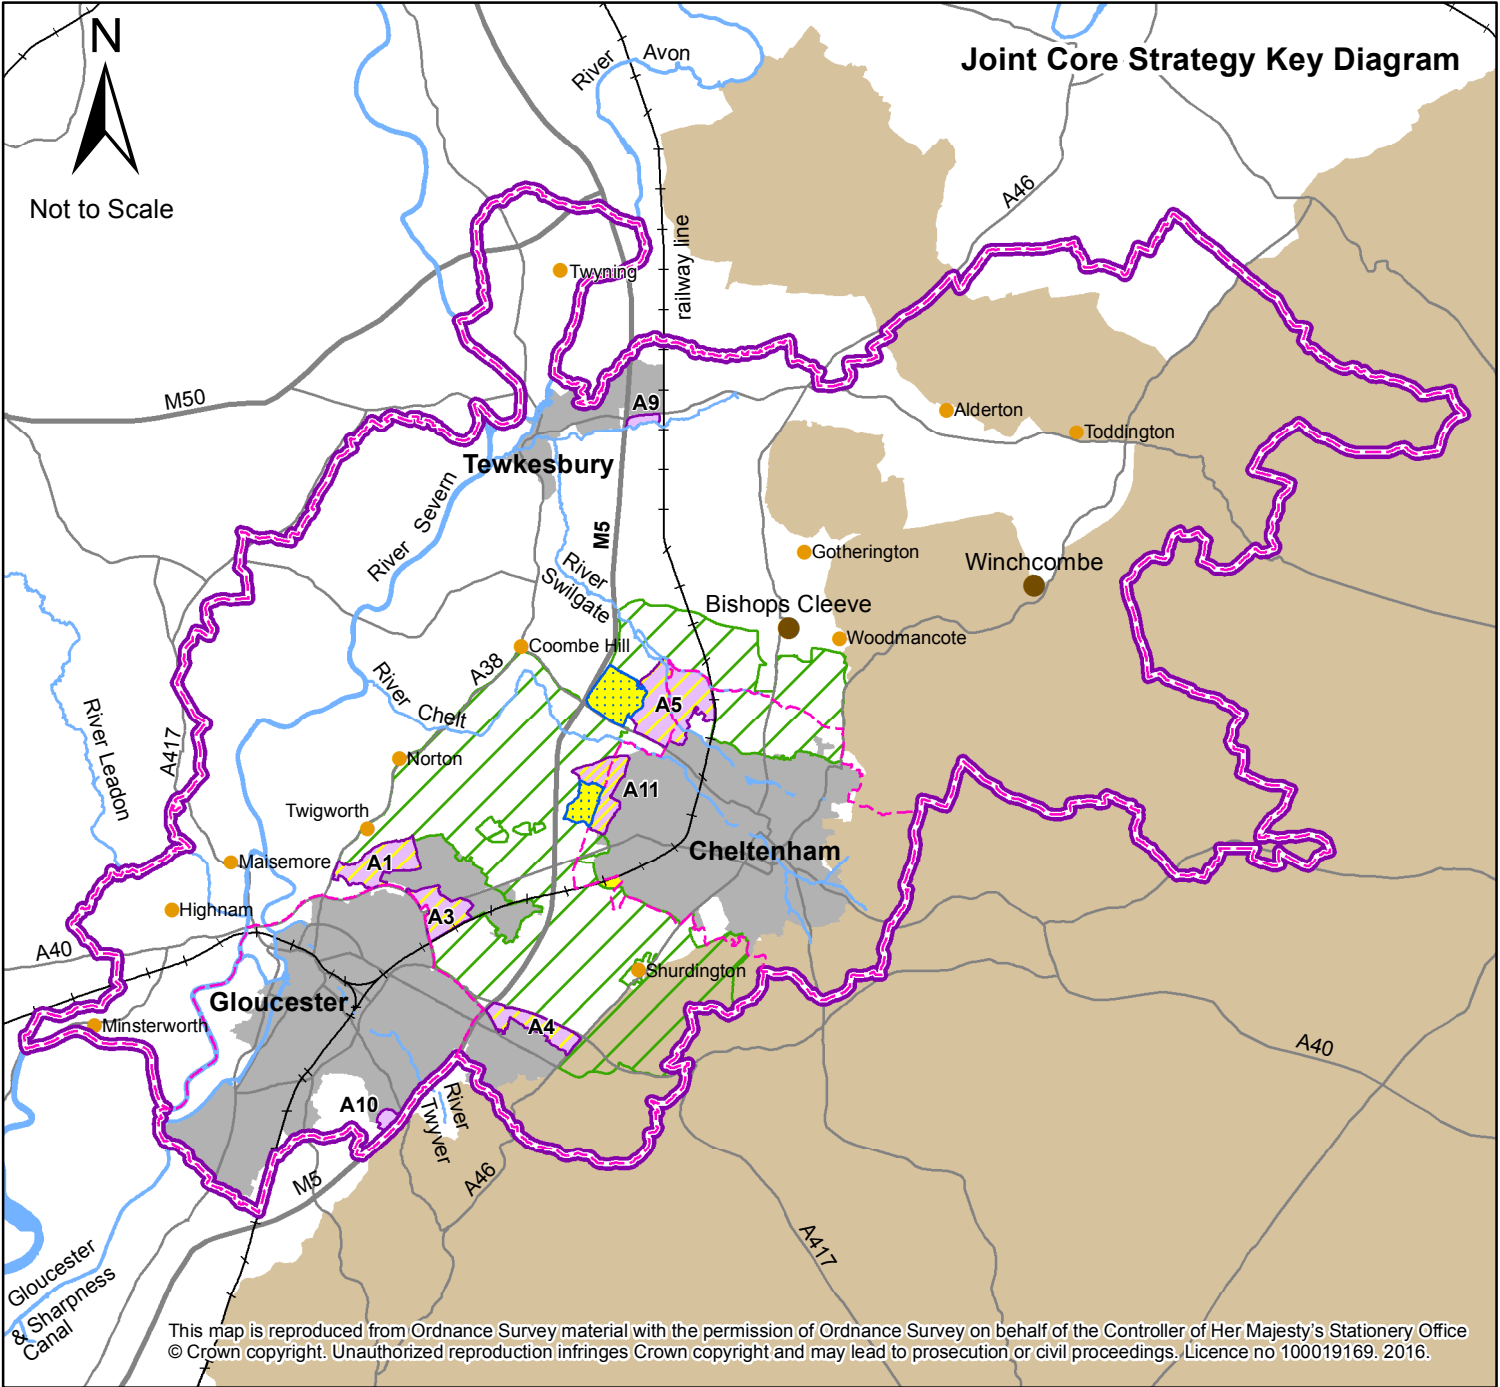 Joint Core Strategy Key Diagram
N
Not to Scale
River
Avon
railway line
A46
Twyning
M50
A9
Alderton
Toddington
Tewkesbury
River Severn
M5
River
Swilgate
Gotherington
Winchcombe
Bishops Cleeve
Woodmancote
Coombe Hill
A38
River
Chelt
A5
River Leadon
A417
Norton
Twigworth
A11
Maisemore
A1
Cheltenham
Highnam
A3
A40
Shurdington
Gloucester
Minsterworth
A4
A40
A10
River
Twyver
A46
M5
A417
Gloucester
& Sharpness
Canal
This map is reproduced from Ordnance Survey material with the permission of Ordnance Survey on behalf of the Controller of Her Majesty's Stationery Office
© Crown copyright. Unauthorized reproduction infringes Crown copyright and may lead to prosecution or civil proceedings. Licence no 100019169. 2016.